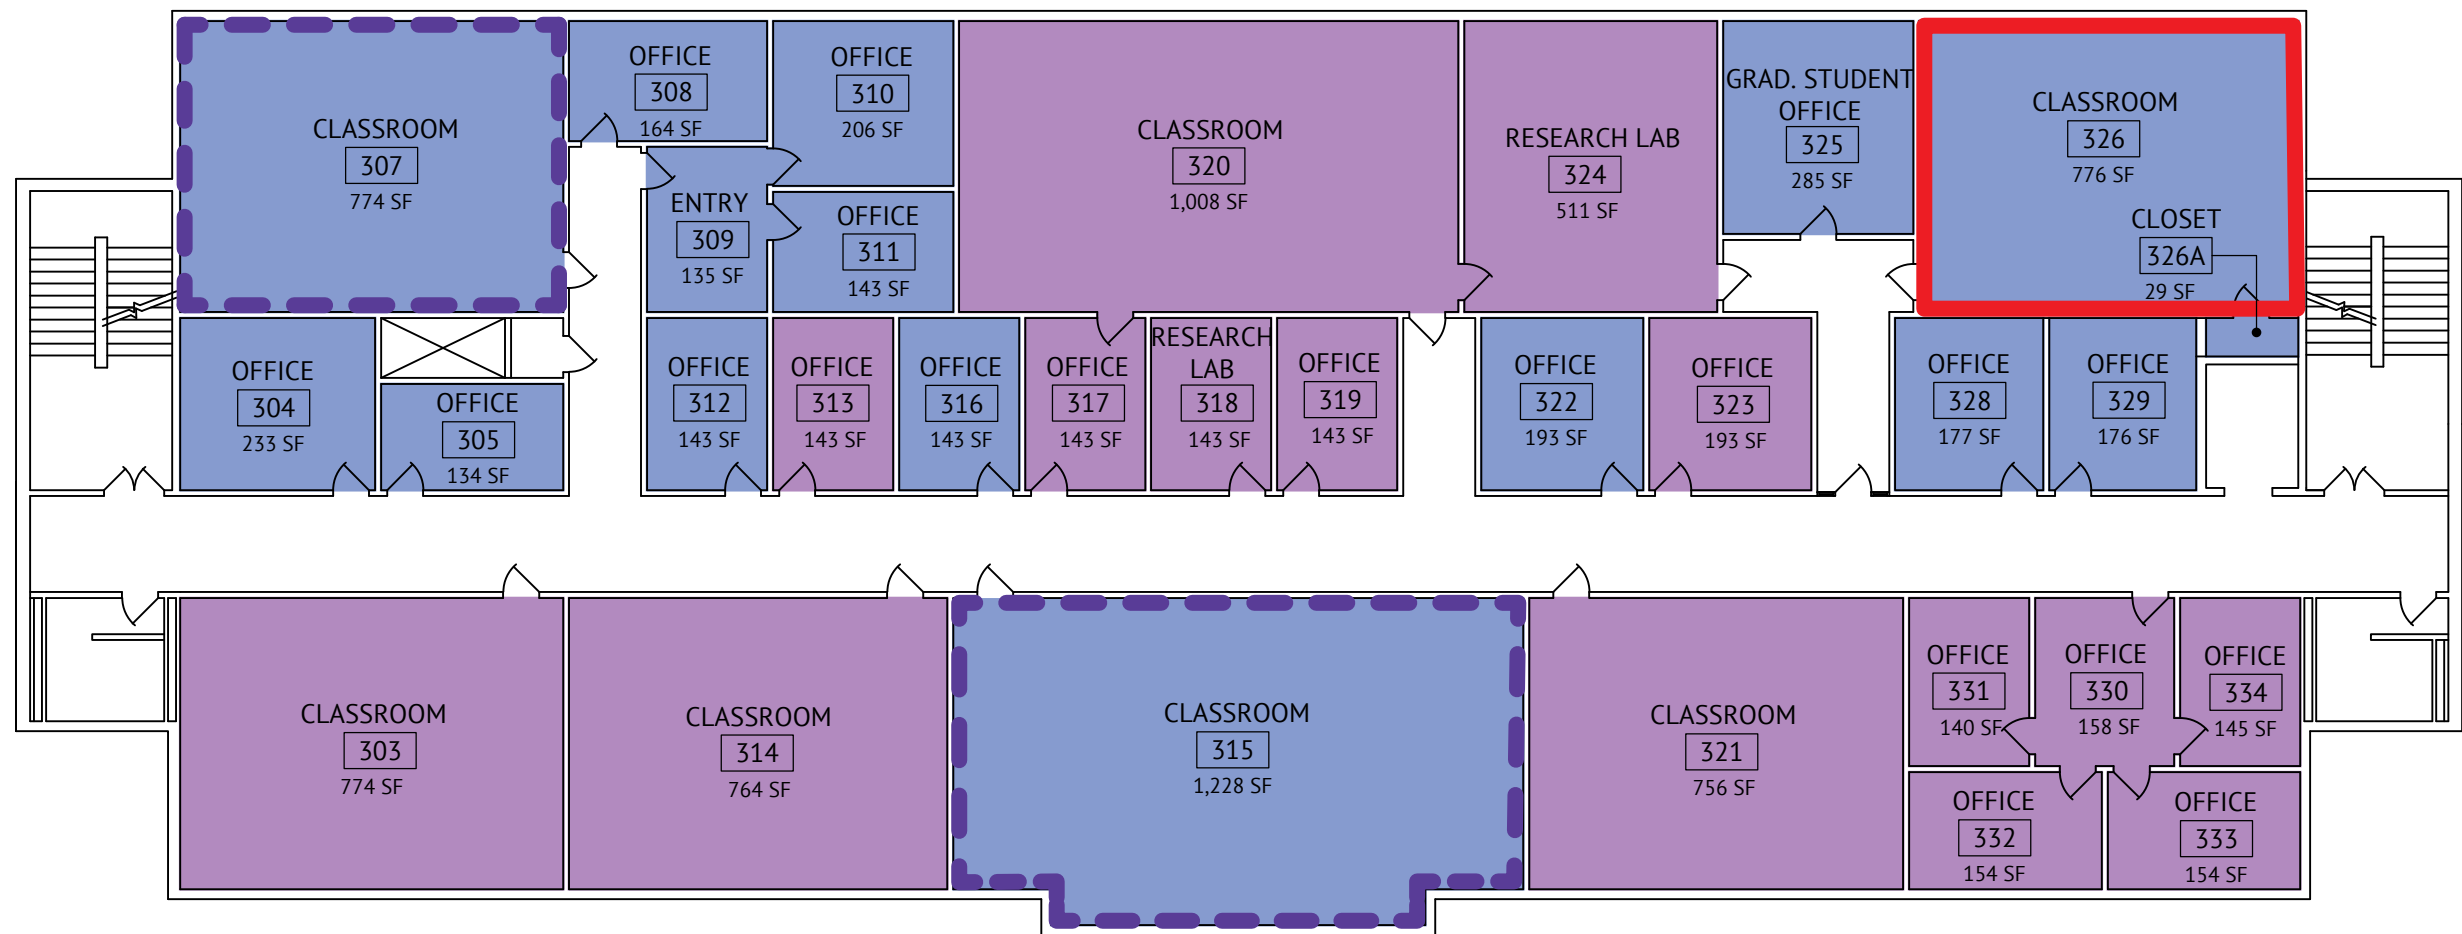 CLASSROOM
307
774 SF
OFFICE
308
164 SF
OFFICE
310
206 SF
ENTRY
309
135 SF
OFFICE
311
143 SF
CLASSROOM
320
1,008 SF
RESEARCH LAB
324
511 SF
GRAD. STUDENT
OFFICE
325
285 SF
CLASSROOM
326
776 SF
CLOSET
326A
29 SF
OFFICE
304
233 SF
OFFICE
305
134 SF
OFFICE
312
143 SF
OFFICE
313
143 SF
OFFICE
316
143 SF
OFFICE
317
143 SF
RESEARCH
LAB
318
143 SF
OFFICE
319
143 SF
OFFICE
322
193 SF
OFFICE
323
193 SF
OFFICE
328
177 SF
OFFICE
329
176 SF
CLASSROOM
303
774 SF
CLASSROOM
314
764 SF
CLASSROOM
315
1,228 SF
CLASSROOM
321
756 SF
OFFICE
331
140 SF
OFFICE
330
158 SF
OFFICE
334
145 SF
OFFICE
332
154 SF
OFFICE
333
154 SF